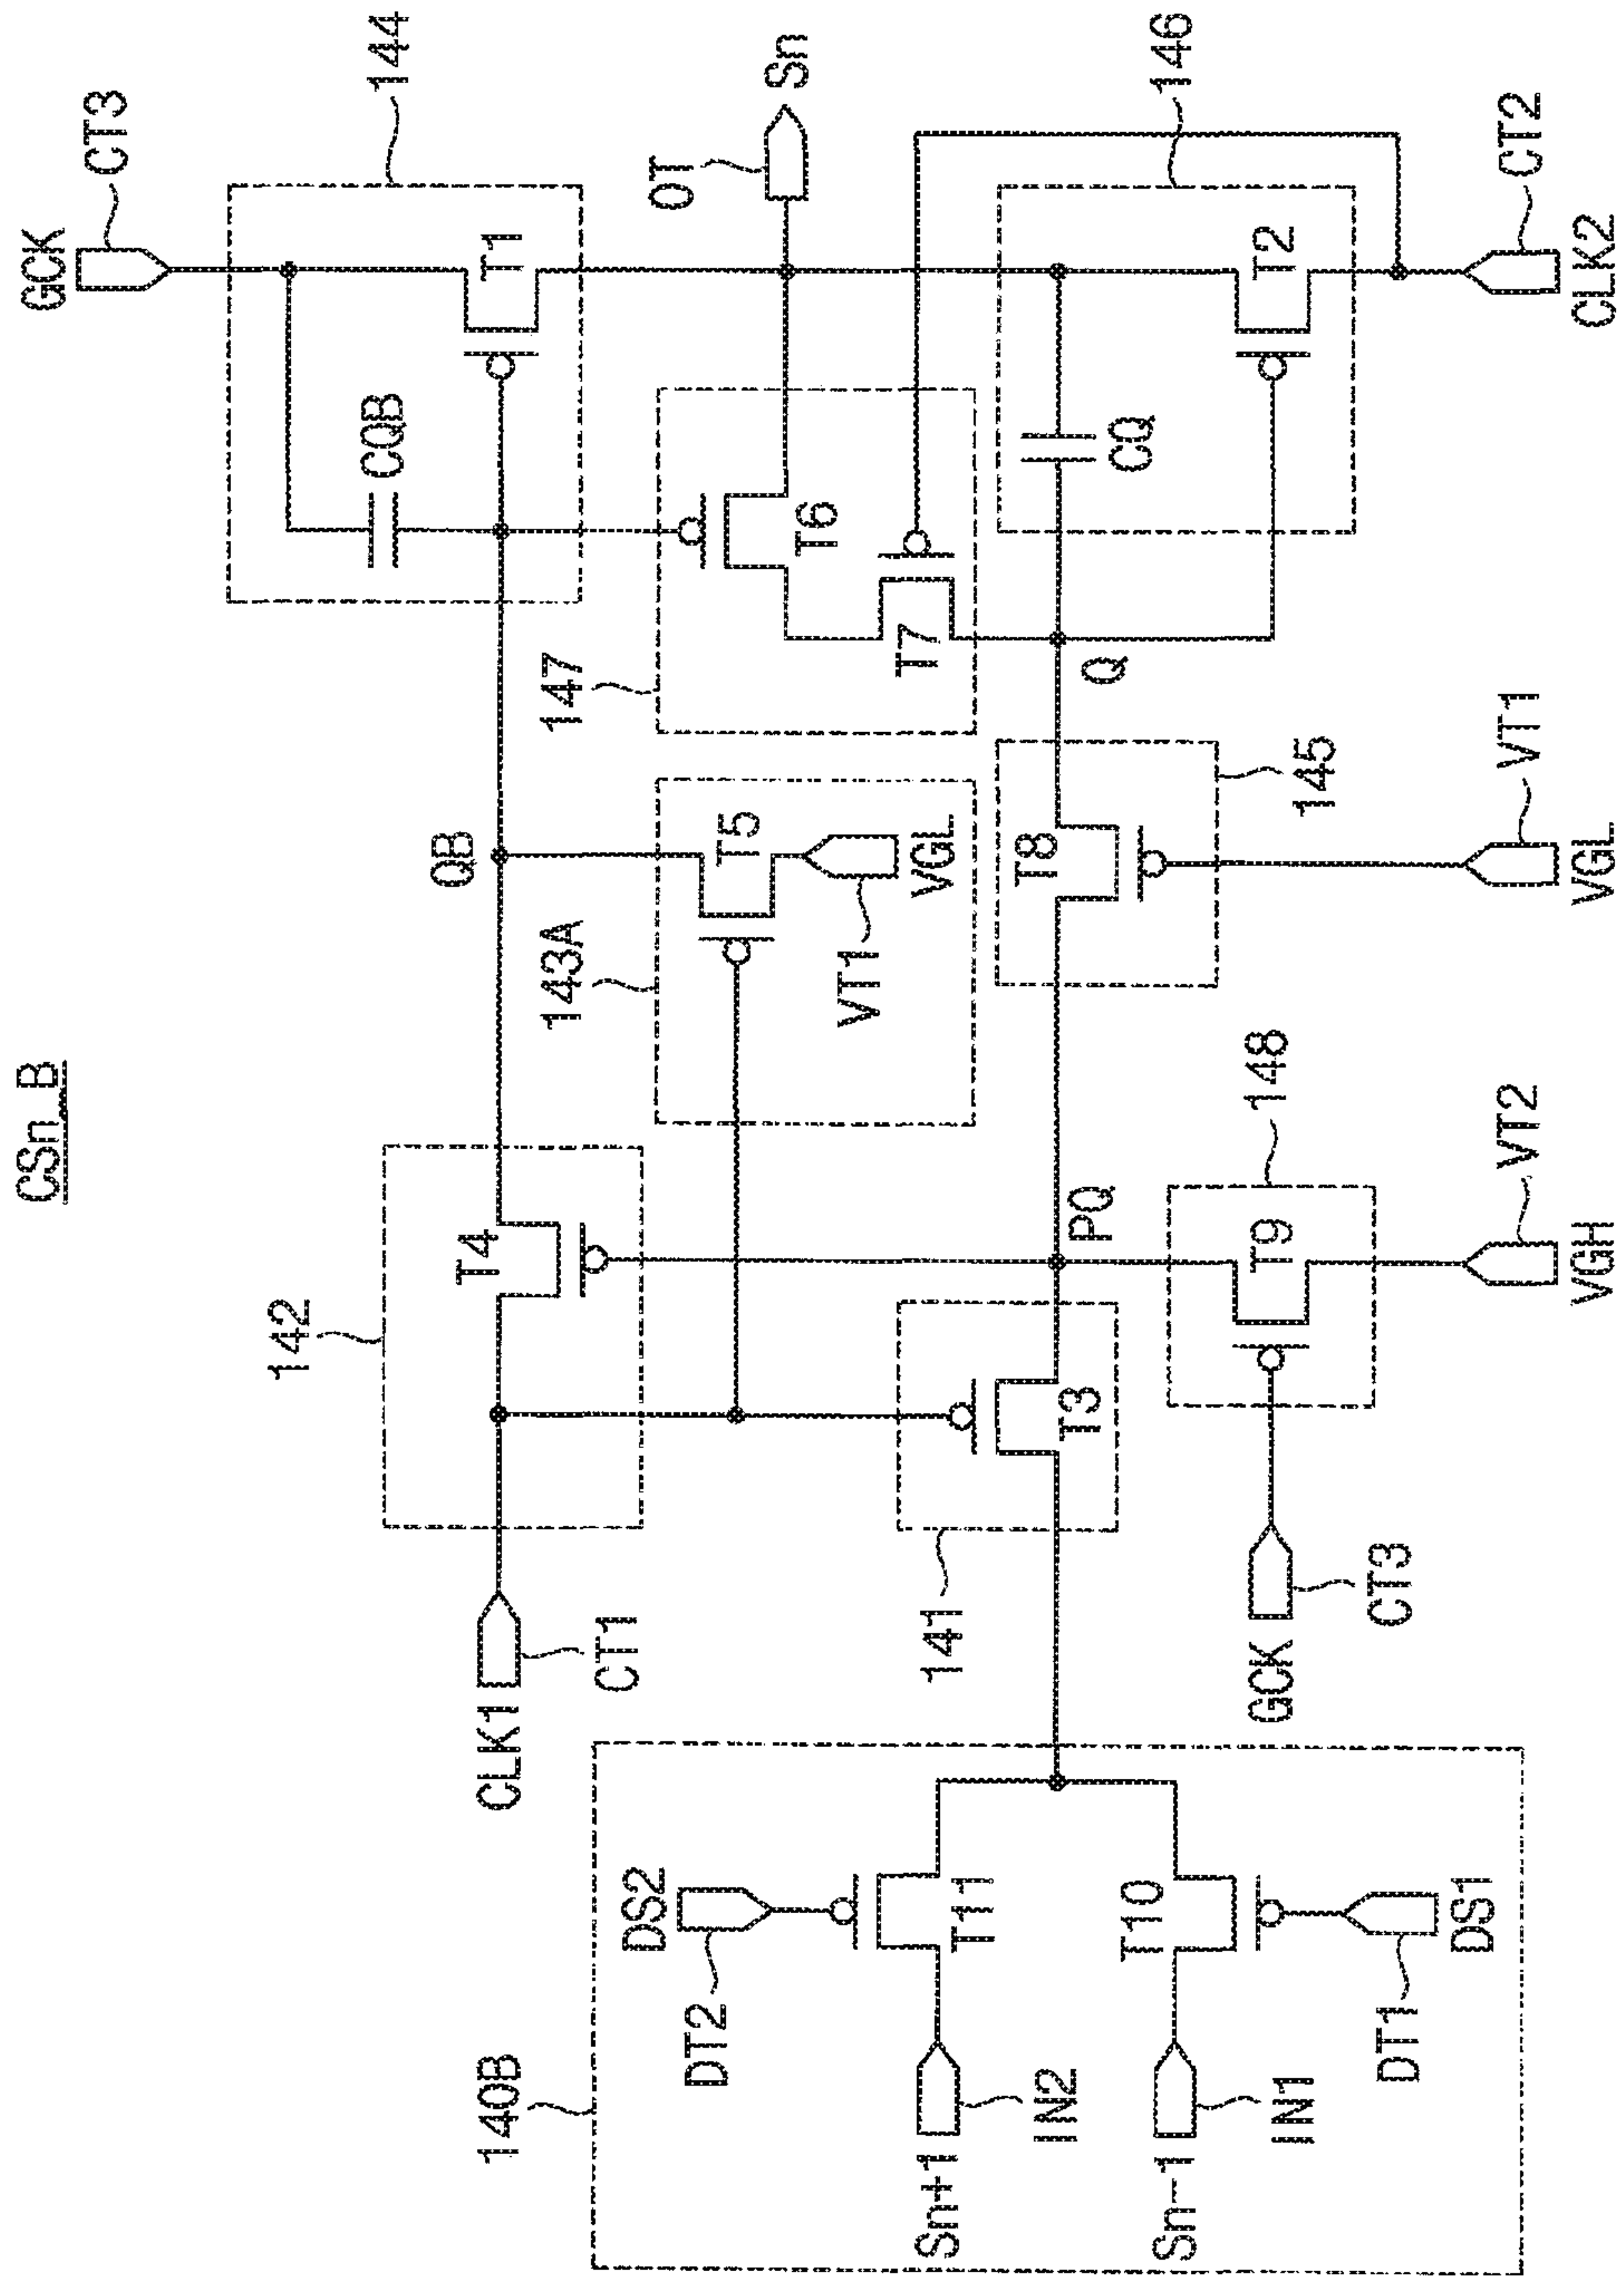 CSn_B
GCK
CT3
144
CQB
T1
OT
Sn
QB
142
T4
CLK1
CT1
143A
T5
VT1
VGL
147
T6
T7
146
CQ
T2
CT2
CLK2
Q
145
T8
VT1
VGL
PQ
141
T3
148
T9
VT2
VGH
GCK
CT3
140B
DS2
DT2
T11
Sn+1
IN2
T10
Sn-1
IN1
DS1
DT1